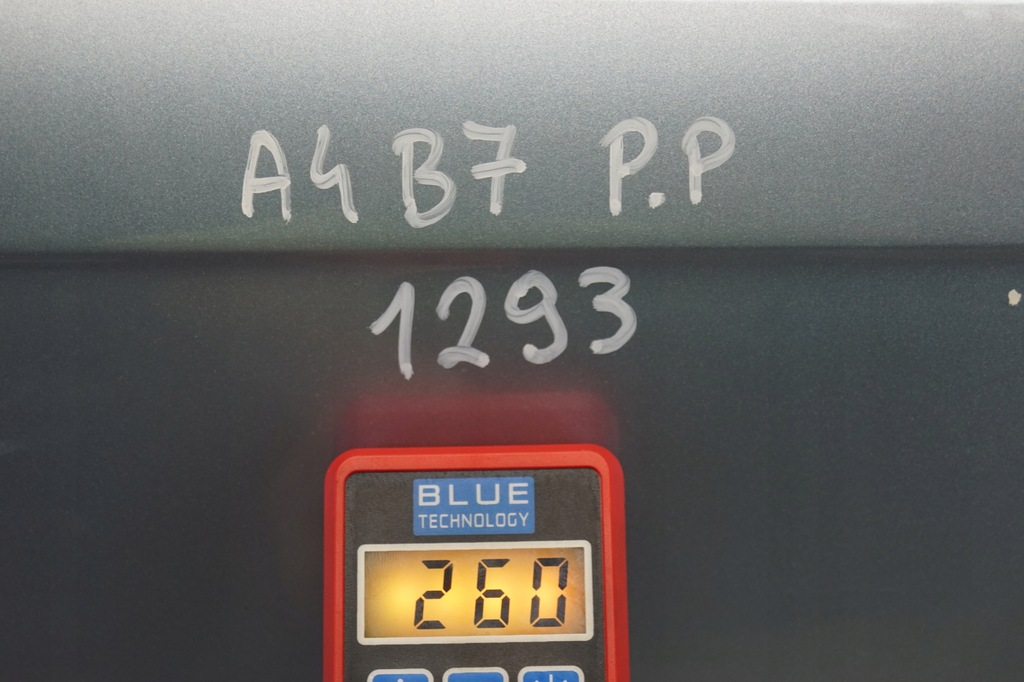 A4 B7 P.P
1293
BLUE
TECHNOLOGY
260